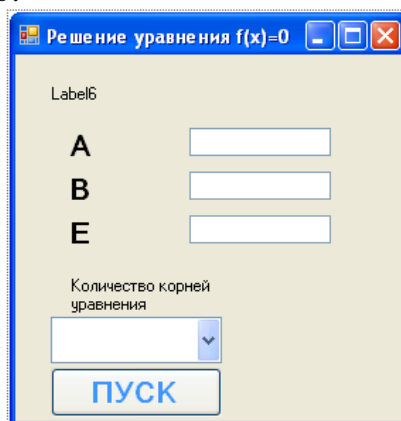 Решение уравнения f(x)=0
Label6
A
B
E
Количество корней
уравнения
ПУСК